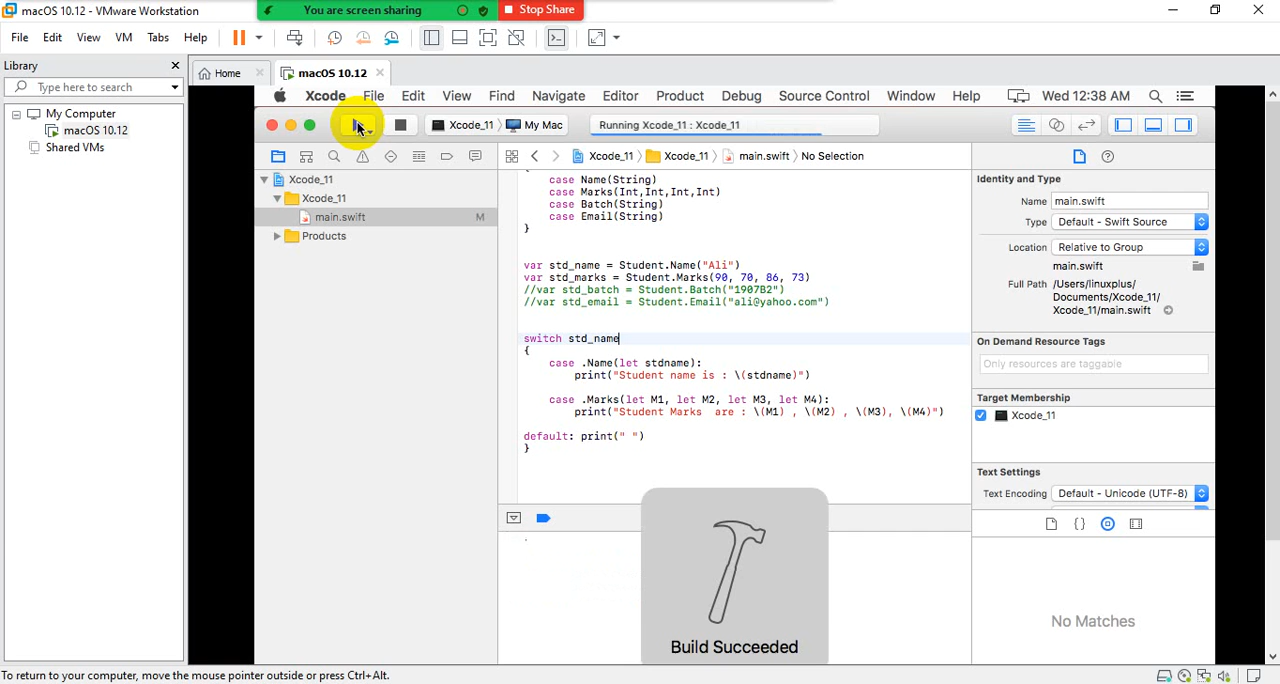 macOS 10.12 - VMware Workstation
You are screen sharing
Stop Share
File Edit View VM Tabs Help
Library
Type here to search
My Computer
macOS 10.12
Shared VMs
Home
macOS 10.12
Xcode File Edit View Find Navigate Editor Product Debug Source Control Window Help Wed 12:38 AM
Xcode_11 My Mac
Running Xcode_11 : Xcode_11
Xcode_11
Xcode_11
main.swift M
Products
Xcode_11 Xcode_11 main.swift No Selection
case Name(String)
case Marks(Int,Int,Int,Int)
case Batch(String)
case Email(String)
}
var std_name = Student.Name("Ali")
var std_marks = Student.Marks(90, 70, 86, 73)
//var std_batch = Student.Batch("1907B2")
//var std_email = Student.Email("ali@yahoo.com")
switch std_name
{
case .Name(let stdname):
print("Student name is : \(stdname)")
case .Marks(let M1, let M2, let M3, let M4):
print("Student Marks  are : \(M1) , \(M2) , \(M3), \(M4)")
default: print(" ")
}
Build Succeeded
Identity and Type
Name main.swift
Type Default - Swift Source
Location Relative to Group
main.swift
Full Path /Users/linuxplus/
Documents/Xcode_11/
Xcode_11/main.swift
On Demand Resource Tags
Only resources are taggable
Target Membership
Xcode_11
Text Settings
Text Encoding Default - Unicode (UTF-8)
No Matches
To return to your computer, move the mouse pointer outside or press Ctrl+Alt.